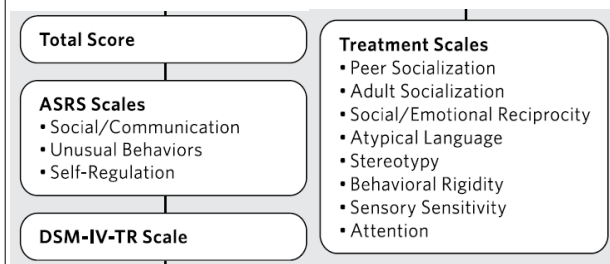 Total Score
ASRS Scales
▪ Social/Communication
▪ Unusual Behaviors
▪ Self-Regulation
DSM-IV-TR Scale
Treatment Scales
▪ Peer Socialization
▪ Adult Socialization
▪ Social/Emotional Reciprocity
▪ Atypical Language
▪ Stereotypy
▪ Behavioral Rigidity
▪ Sensory Sensitivity
▪ Attention